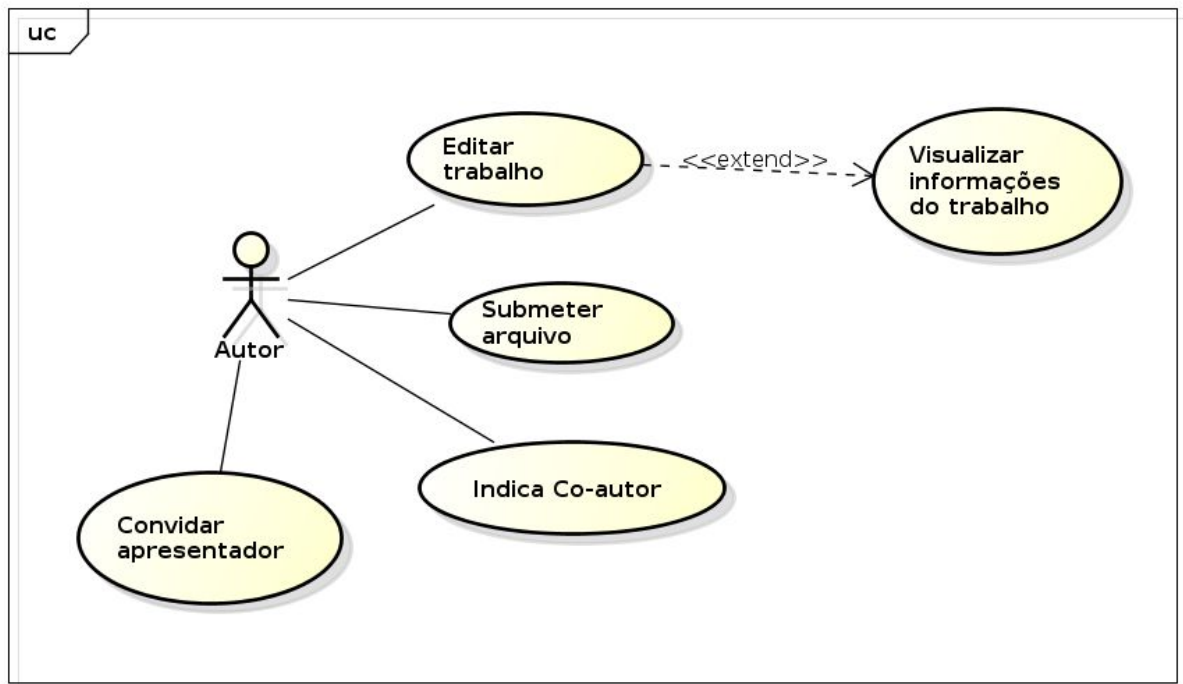 uc
Editar
trabalho
<<extend>>
Visualizar
informações
do trabalho
Submeter
arquivo
Autor
Indica Co-autor
Convidar
apresentador